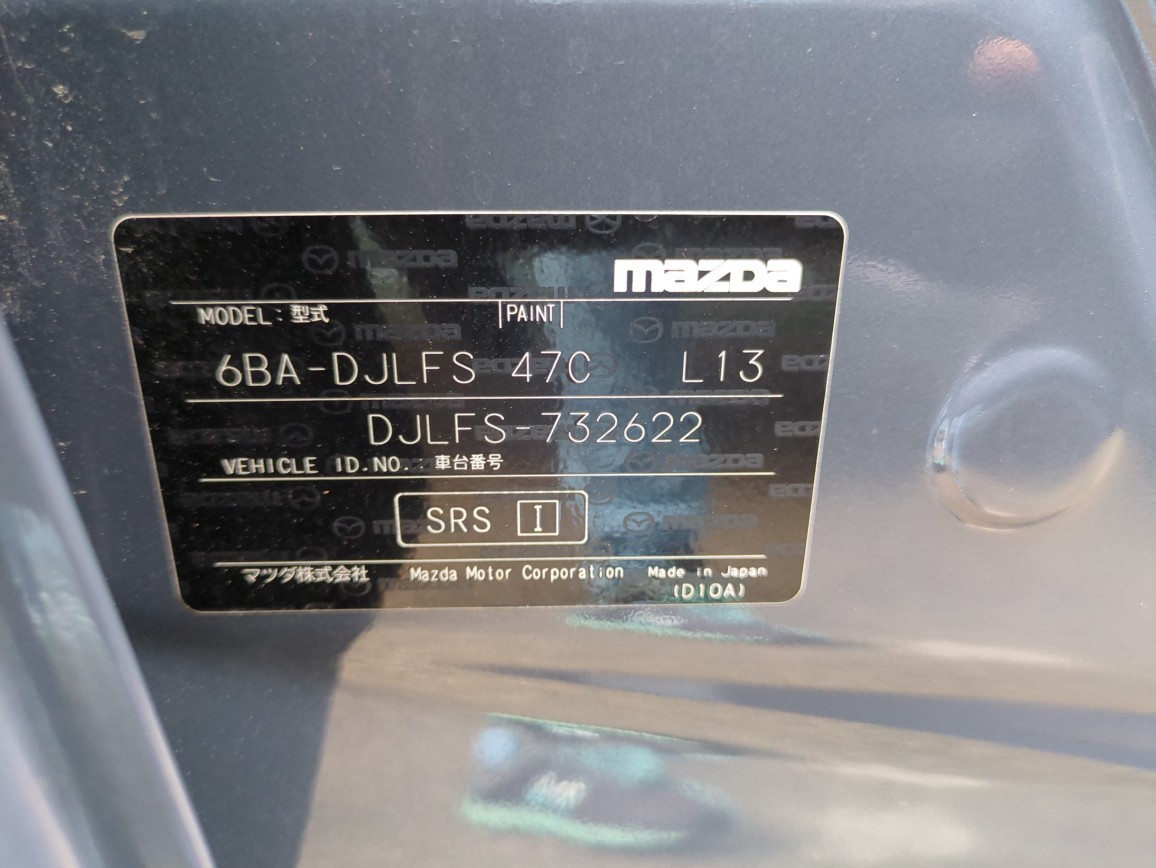 mazda
MODEL: 型式 PAINT
6BA-DJLFS 47C L13
DJLFS-732622
VEHICLE ID.NO.: 車台番号
SRS I
マツダ株式会社 Mazda Motor Corporation Made in Japan
(D10A)